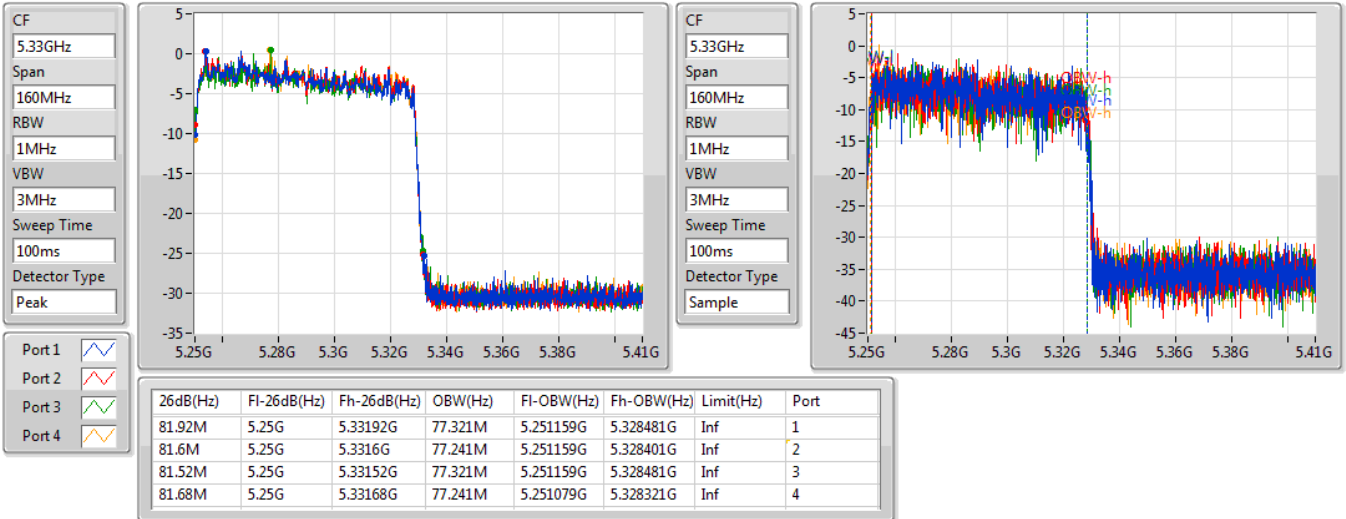 CF
5.33GHz
Span
160MHz
RBW
1MHz
VBW
3MHz
Sweep Time
100ms
Detector Type
Peak
5
0
-5
-10
-15
-20
-25
-30
-35
5.25G 5.28G 5.3G 5.32G 5.34G 5.36G 5.38G 5.41G
CF
5.33GHz
Span
160MHz
RBW
1MHz
VBW
3MHz
Sweep Time
100ms
Detector Type
Sample
5
0
-5
-10
-15
-20
-25
-30
-35
-40
-45
OBW-h
OBW-h
5.25G 5.28G 5.3G 5.32G 5.34G 5.36G 5.38G 5.41G
Port 1
Port 2
Port 3
Port 4
26dB(Hz) Fl-26dB(Hz) Fh-26dB(Hz) OBW(Hz) Fl-OBW(Hz) Fh-OBW(Hz) Limit(Hz) Port
81.92M 5.25G 5.33192G 77.321M 5.251159G 5.328481G Inf 1
81.6M 5.25G 5.3316G 77.241M 5.251159G 5.328401G Inf 2
81.52M 5.25G 5.33152G 77.321M 5.251159G 5.328481G Inf 3
81.68M 5.25G 5.33168G 77.241M 5.251079G 5.328321G Inf 4